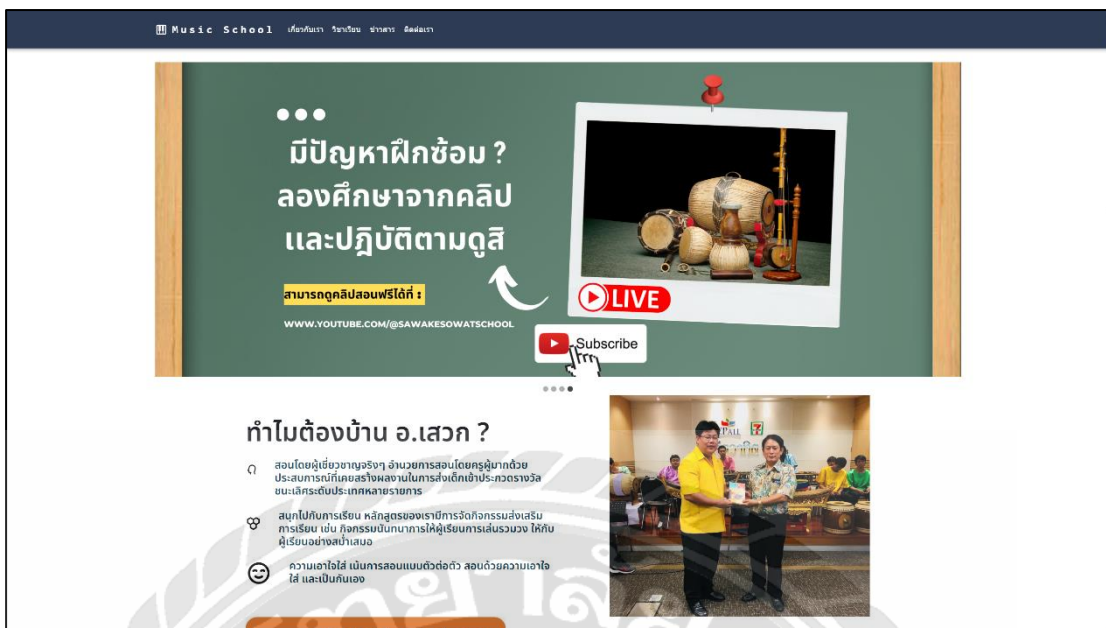 Music School เกี่ยวกับเรา วิชาเรียน ข่าวสาร ติดต่อเรา
มีปัญหาฝึกซ้อม ?
ลองศึกษาจากคลิป
และปฎิบัติตามดูสิ
สามารถดูคลิปสอนฟรีได้ที่ :
WWW.YOUTUBE.COM/@SAWAKESOWATSCHOOL
LIVE
Subscribe
ทำไมต้องบ้าน อ.เสวก ?
สอนโดยผู้เชี่ยวชาญจริงๆ อำนวยการสอนโดยครูผู้มากด้วย
ประสบการณ์ที่เคยสร้างผลงานในการส่งเด็กเข้าประกวดรางวัล
ชนะเลิศระดับประเทศหลายรายการ
สนุกไปกับการเรียน หลักสูตรของเรามีการจัดกิจกรรมส่งเสริม
การเรียน เช่น กิจกรรมนันทนาการให้ผู้เรียนการเล่นรวมวง ให้กับ
ผู้เรียนอย่างสม่ำเสมอ
ความเอาใจใส่ เน้นการสอนแบบตัวต่อตัว สอนด้วยความเอาใจ
ใส่ และเป็นกันเอง